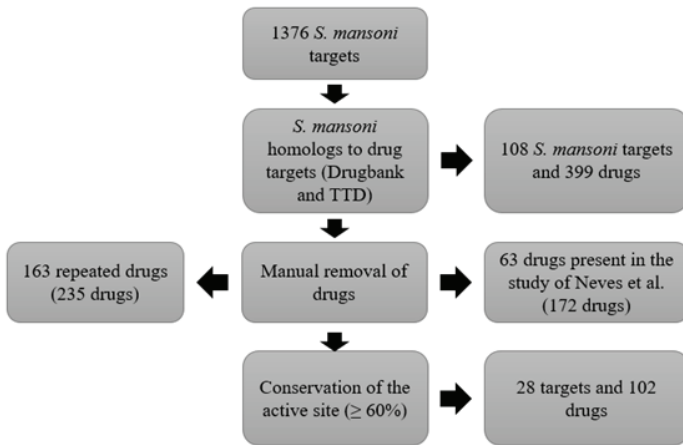 1376 S. mansoni
targets
S. mansoni
homologs to drug
targets (Drugbank
and TTD)
108 S. mansoni targets
and 399 drugs
163 repeated drugs
(235 drugs)
Manual removal of
drugs
63 drugs present in the
study of Neves et al.
(172 drugs)
Conservation of the
active site (≥ 60%)
28 targets and 102
drugs